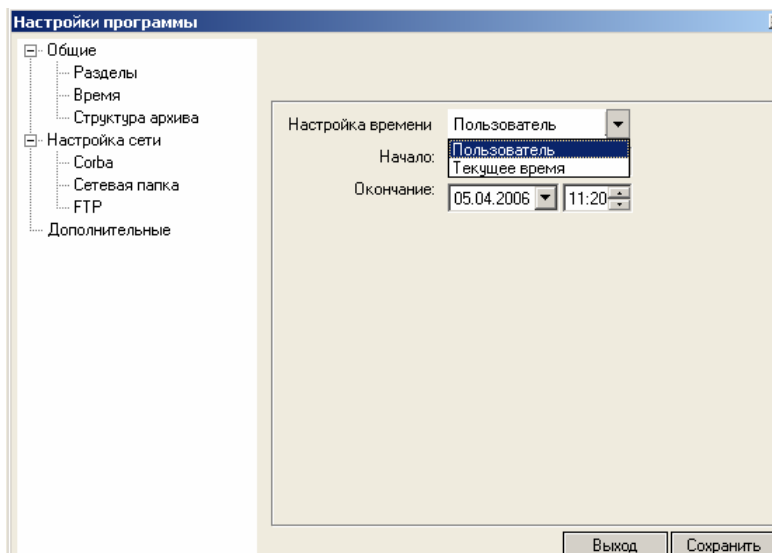 Настройки программы
Общие
Разделы
Время
Структура архива
Настройка сети
Corba
Сетевая папка
FTP
Дополнительные
Настройка времени Пользователь
Пользователь
Текущее время
Начало:
Окончание: 05.04.2006 11:20
Выход Сохранить